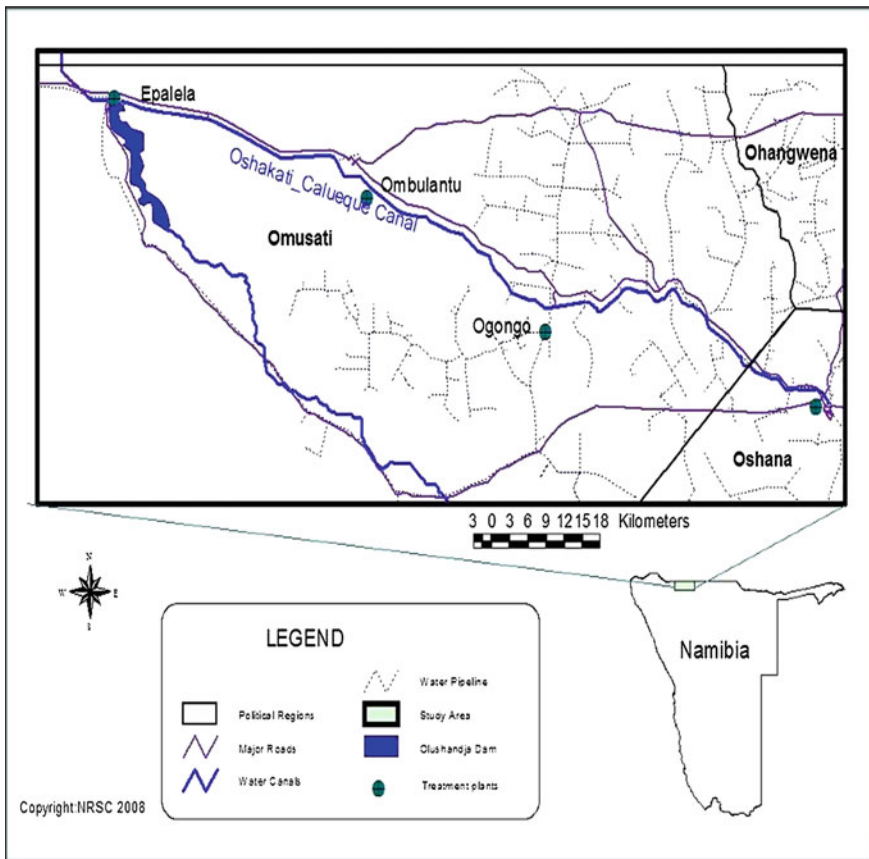 Epalela
Ohangwena
Oshakati_Calueque Canal
Ombulantu
Omusati
Ogongo
Oshana
3 0 3 6 9 12 15 18 Kilometers
N
W E
S
Namibia
LEGEND
Water Pipeline
Political Regions
Study Area
Major Roads
Olushandja Dam
Water Canals
Treatment plants
Copyright:NRSC 2008